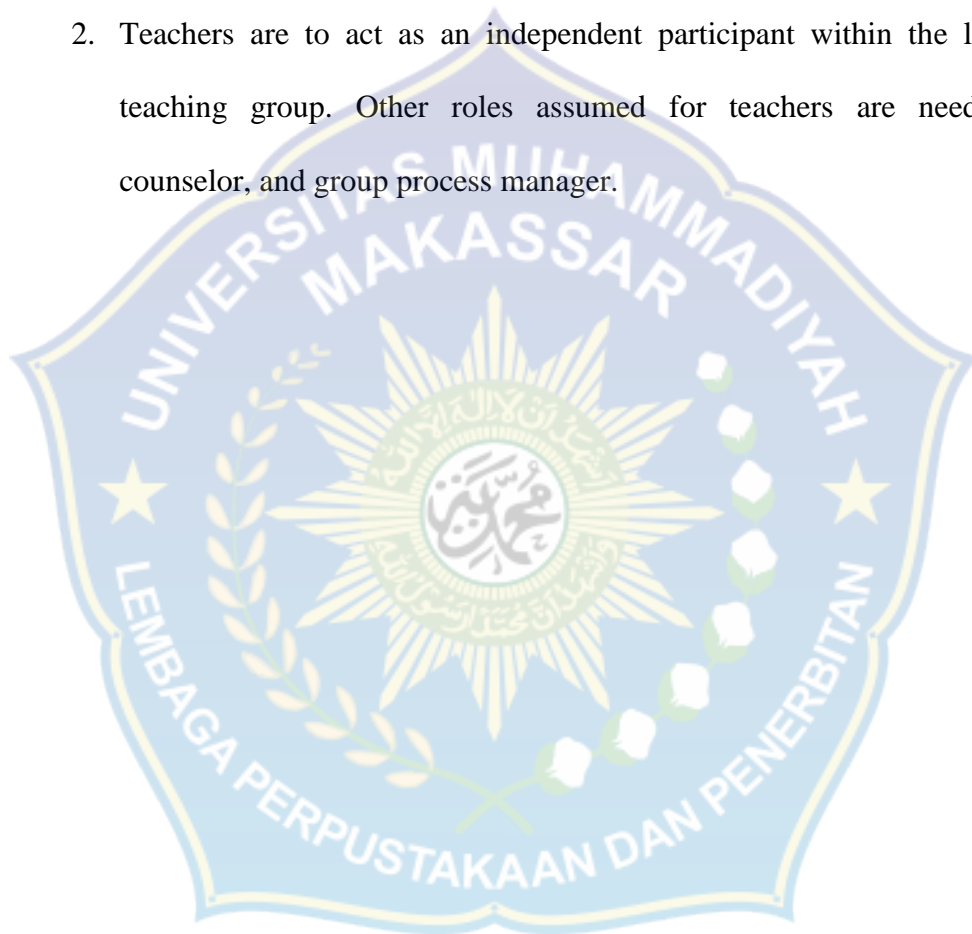 2. Teachers are to act as an independent participant within the
teaching group. Other roles assumed for teachers are
counselor, and group process manager.
UNIVERSITAS MUHAMMADIYAH
MAKASSAR
LEMBAGA PERPUSTAKAAN DAN PENERBITAN